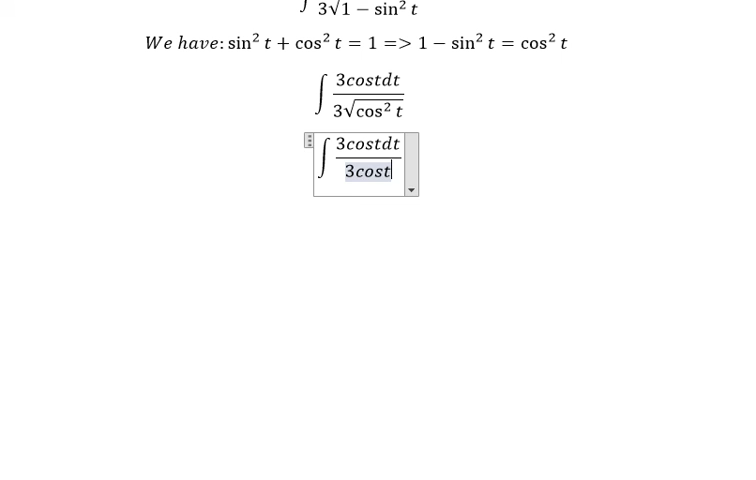 ∫ 3√1 − sin² t
We have: sin² t + cos² t = 1 => 1 − sin² t = cos² t
∫ 3costdt / 3√cos² t
∫ 3costdt / 3cost